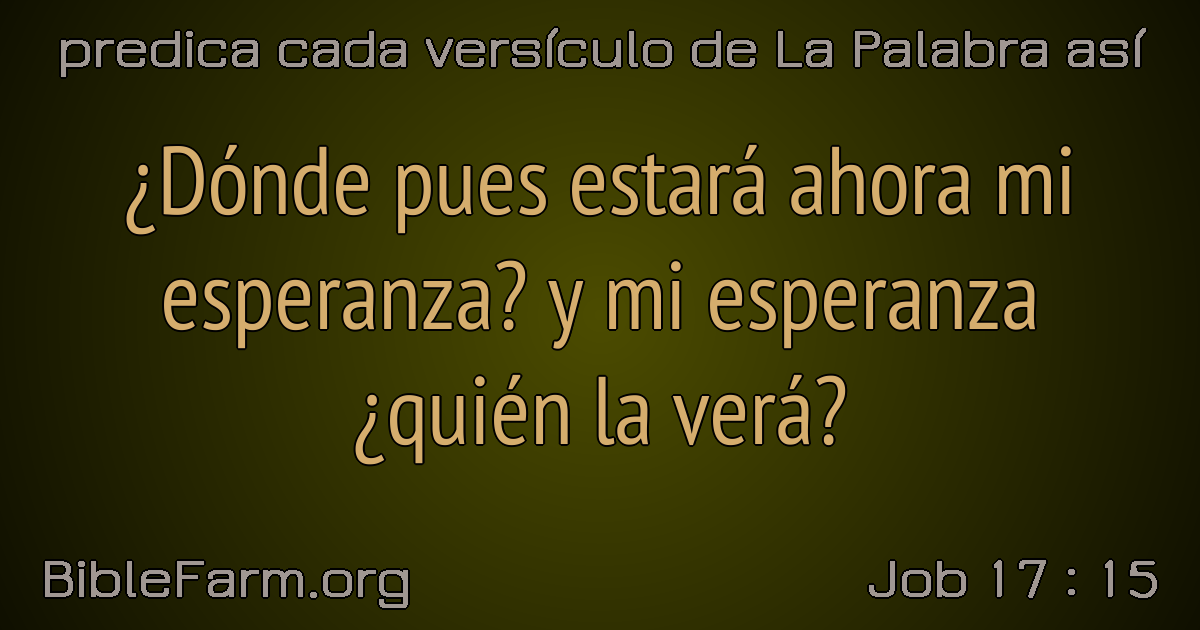 predica cada versículo de La Palabra así
¿Dónde pues estará ahora mi
esperanza? y mi esperanza
¿quién la verá?
BibleFarm.org
Job 17 : 15